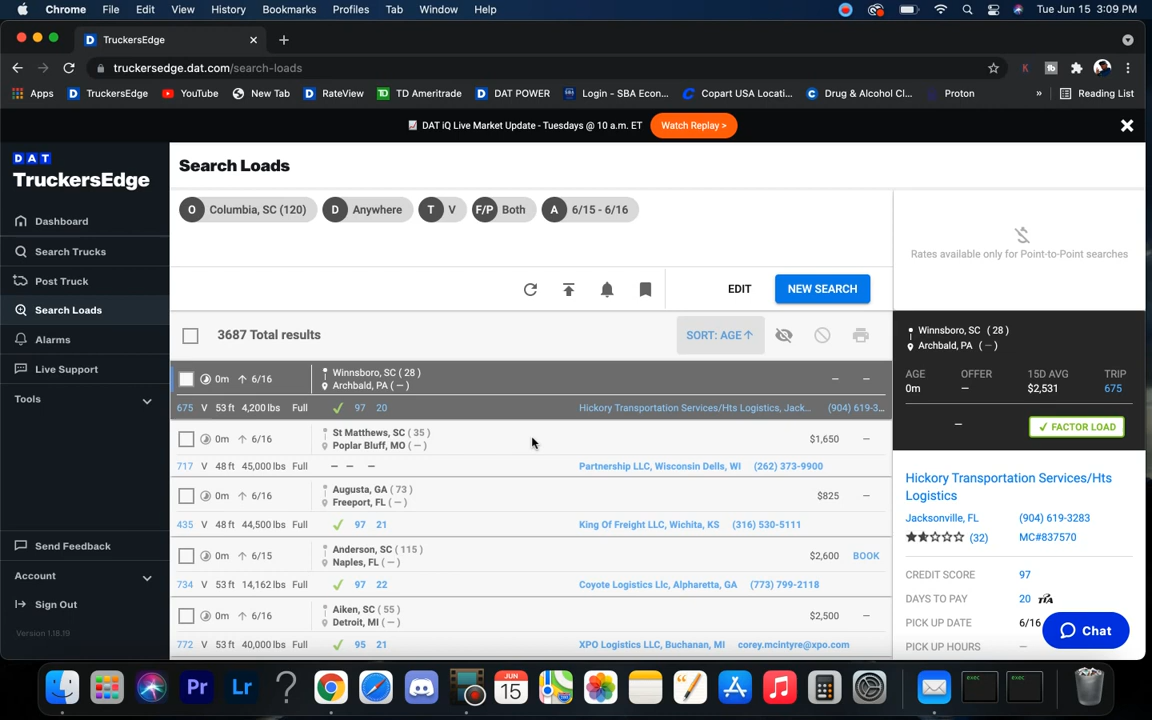 Chrome File Edit View History Bookmarks Profiles Tab Window Help Tue Jun 15 3:09 PM
D TruckersEdge
truckersedge.dat.com/search-loads
Apps D TruckersEdge YouTube New Tab D RateView TD TD Ameritrade D DAT POWER Login - SBA Econ... Copart USA Locati... C Drug & Alcohol Cl... Proton » Reading List
DAT iQ Live Market Update - Tuesdays @ 10 a.m. ET Watch Replay >
DAT
TruckersEdge
Dashboard
Search Trucks
Post Truck
Search Loads
Alarms
Live Support
Tools
Send Feedback
Account
Sign Out
Version 1.18.19
Search Loads
O Columbia, SC (120) D Anywhere T V F/P Both A 6/15 - 6/16
EDIT NEW SEARCH
3687 Total results SORT: AGE
0m 6/16 Winnsboro, SC ( 28 )
Archbald, PA ( – ) – –
675 V 53 ft 4,200 lbs Full 97 20 Hickory Transportation Services/Hts Logistics, Jack... (904) 619-3...
0m 6/16 St Matthews, SC ( 35 )
Poplar Bluff, MO ( – ) $1,650 –
717 V 48 ft 45,000 lbs Full – – – Partnership LLC, Wisconsin Dells, WI (262) 373-9900
0m 6/16 Augusta, GA ( 73 )
Freeport, FL ( – ) $825 –
435 V 48 ft 44,500 lbs Full 97 21 King Of Freight LLC, Wichita, KS (316) 530-5111
0m 6/15 Anderson, SC ( 115 )
Naples, FL ( – ) $2,600 BOOK
734 V 53 ft 14,162 lbs Full 97 22 Coyote Logistics Llc, Alpharetta, GA (773) 799-2118
0m 6/16 Aiken, SC ( 55 )
Detroit, MI ( – ) $2,500 –
772 V 53 ft 40,000 lbs Full 95 21 XPO Logistics LLC, Buchanan, MI corey.mcintyre@xpo.com
Rates available only for Point-to-Point searches
Winnsboro, SC ( 28 )
Archbald, PA ( – )
AGE OFFER 15D AVG TRIP
0m – $2,531 675
– ✓ FACTOR LOAD
Hickory Transportation Services/Hts
Logistics
Jacksonville, FL (904) 619-3283
(32) MC#837570
CREDIT SCORE 97
DAYS TO PAY 20 TIA
PICK UP DATE 6/16
PICK UP HOURS –
Chat
Pr Lr ? JUN 15 exec exec